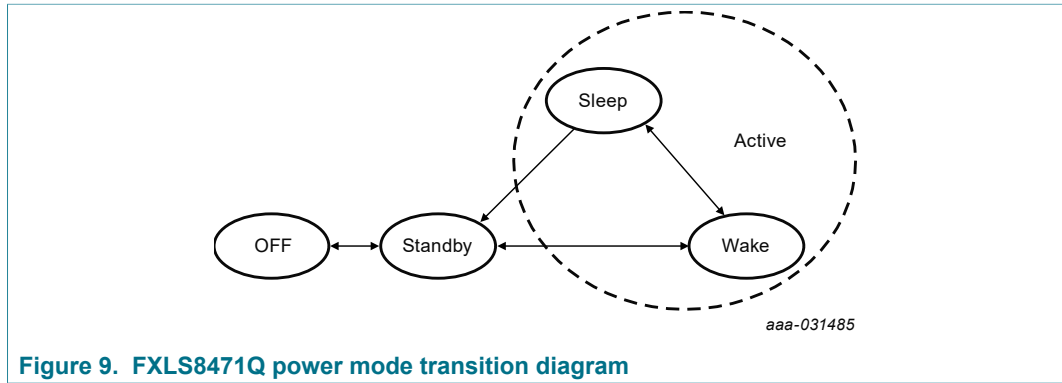 Sleep
Active
OFF
Standby
Wake
aaa-031485
Figure 9. FXLS8471Q power mode transition diagram